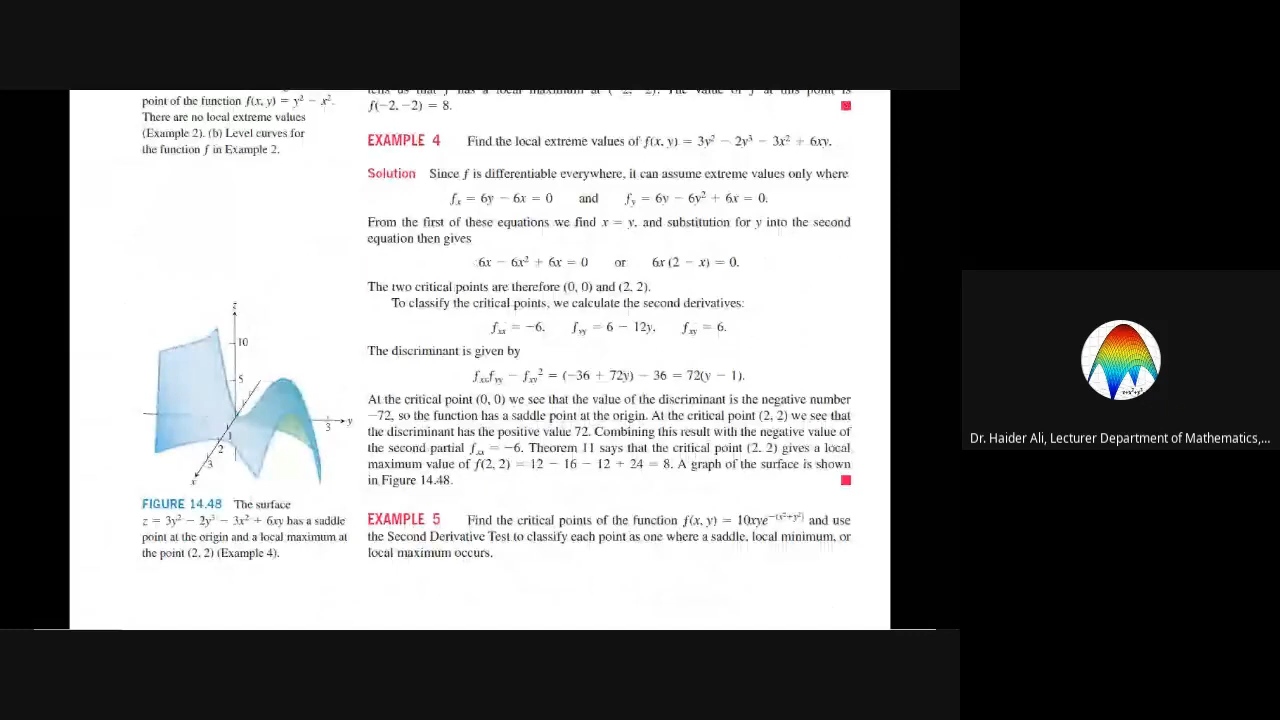 point of the function f(x, y) = y² − x².
There are no local extreme values
(Example 2). (b) Level curves for
the function f in Example 2.
10
5
z
1
2
3
3
y
x
FIGURE 14.48 The surface
z = 3y² − 2y³ − 3x² + 6xy has a saddle
point at the origin and a local maximum at
the point (2, 2) (Example 4).
f(−2, −2) = 8.
EXAMPLE 4 Find the local extreme values of f(x, y) = 3y² − 2y³ − 3x² + 6xy.
Solution Since f is differentiable everywhere, it can assume extreme values only where
fₓ = 6y − 6x = 0 and f_y = 6y − 6y² + 6x = 0.
From the first of these equations we find x = y, and substitution for y into the second
equation then gives
6x − 6x² + 6x = 0 or 6x (2 − x) = 0.
The two critical points are therefore (0, 0) and (2, 2).
To classify the critical points, we calculate the second derivatives:
f_xx = −6, f_yy = 6 − 12y, f_xy = 6.
The discriminant is given by
f_xx f_yy − f_xy² = (−36 + 72y) − 36 = 72(y − 1).
At the critical point (0, 0) we see that the value of the discriminant is the negative number
−72, so the function has a saddle point at the origin. At the critical point (2, 2) we see that
the discriminant has the positive value 72. Combining this result with the negative value of
the second partial f_xx = −6, Theorem 11 says that the critical point (2, 2) gives a local
maximum value of f(2, 2) = 12 − 16 − 12 + 24 = 8. A graph of the surface is shown
in Figure 14.48.
EXAMPLE 5 Find the critical points of the function f(x, y) = 10xye^−(x²+y²) and use
the Second Derivative Test to classify each point as one where a saddle, local minimum, or
local maximum occurs.
Dr. Haider Ali, Lecturer Department of Mathematics,...